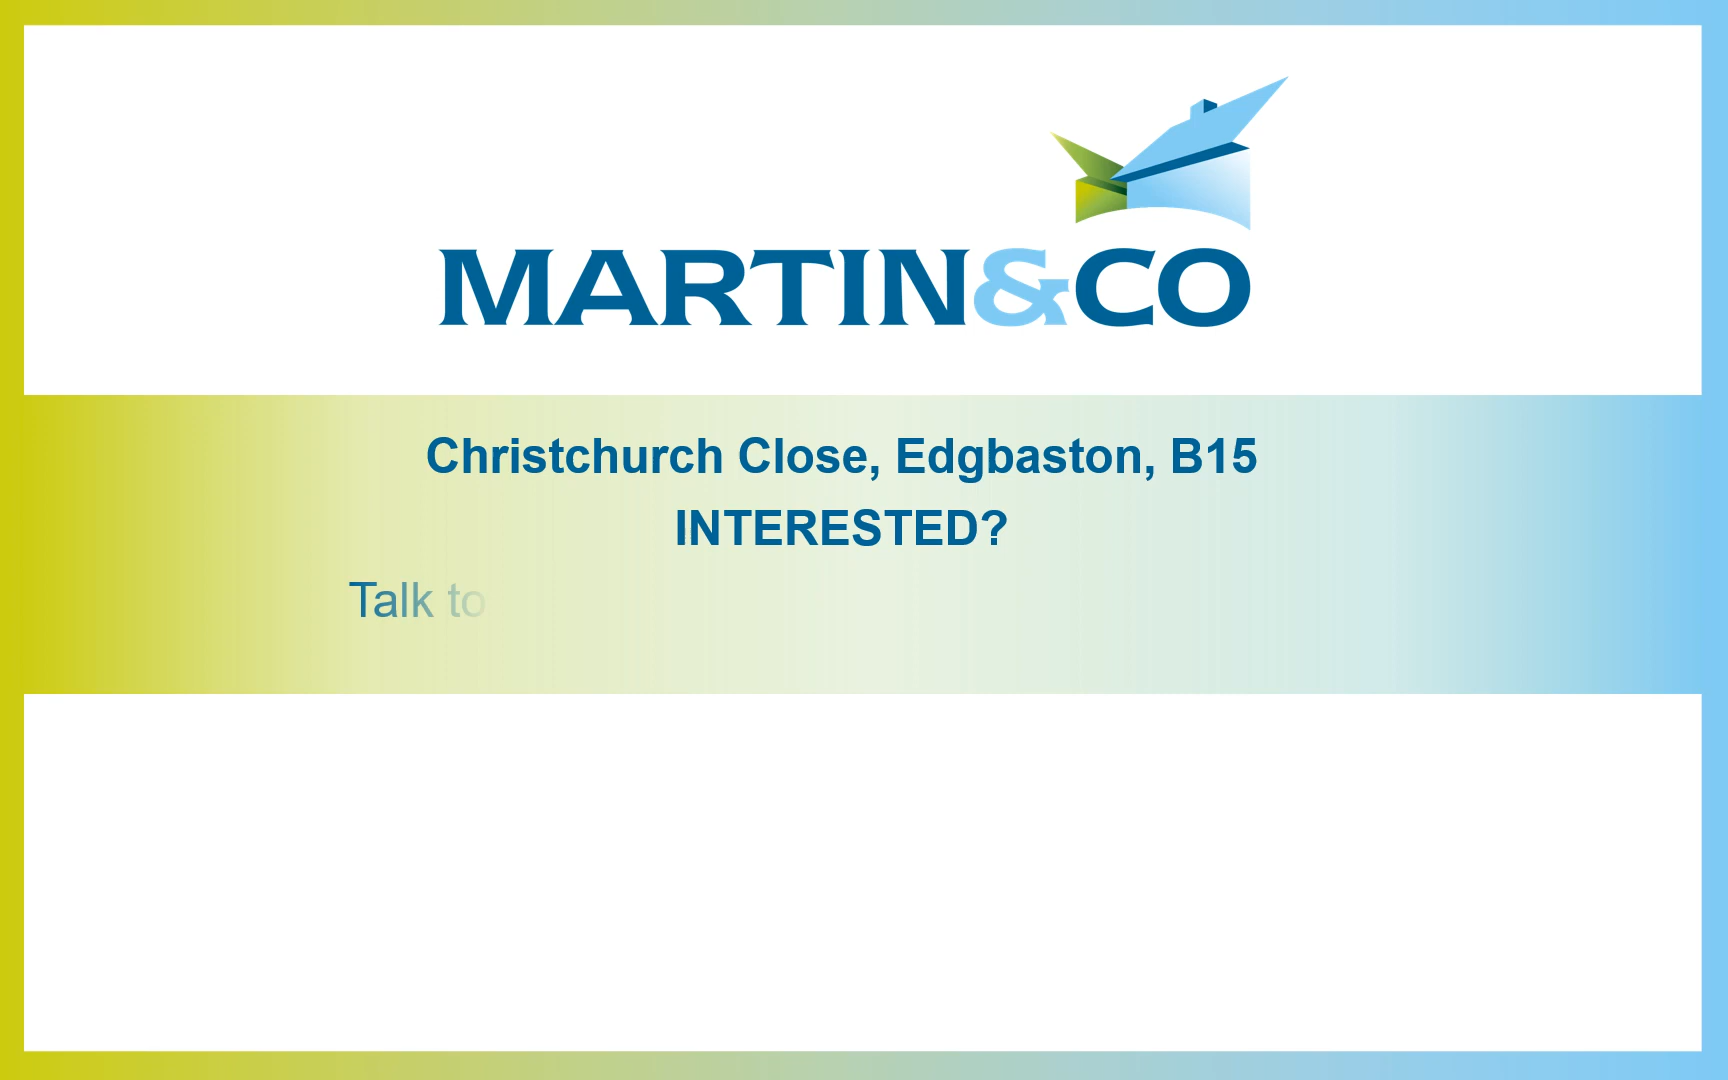 MARTIN&CO
Christchurch Close, Edgbaston, B15
INTERESTED?
Talk to